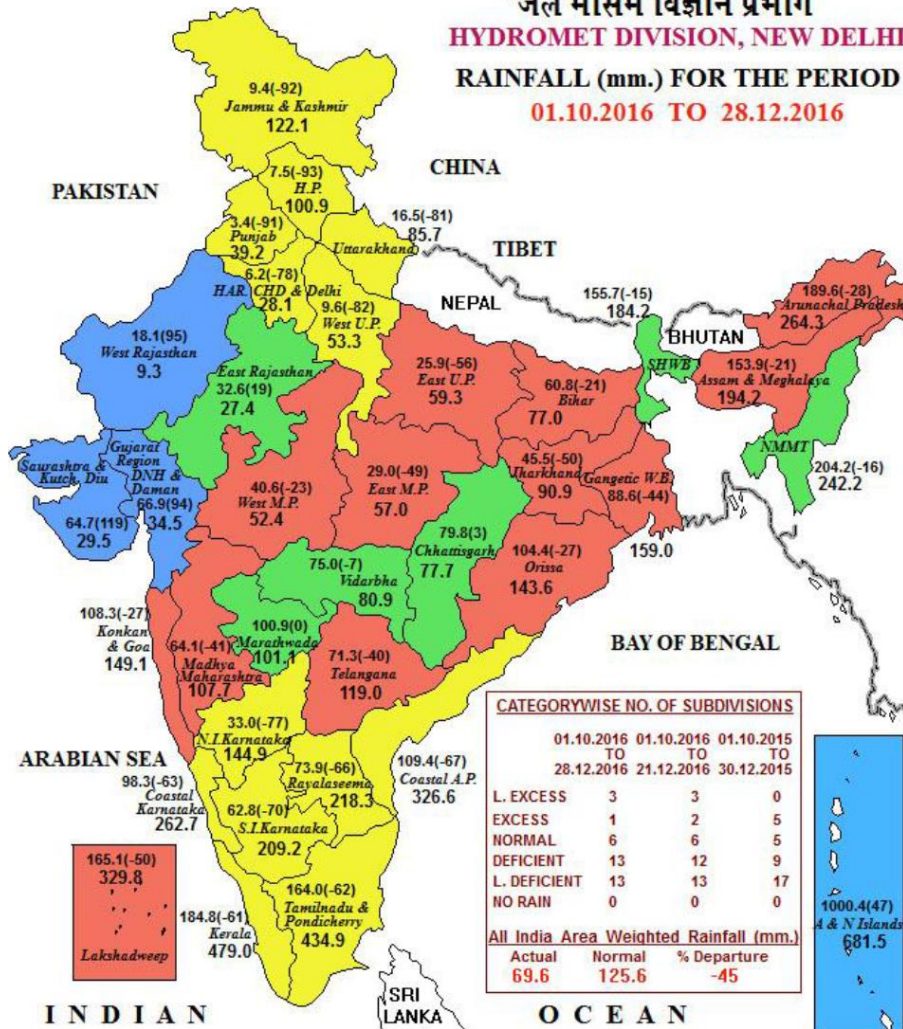 जल मौसम विज्ञान प्रभाग
HYDROMET DIVISION, NEW DELHI
RAINFALL (mm.) FOR THE PERIOD
01.10.2016 TO 28.12.2016
9.4(-92)
Jammu & Kashmir
122.1
7.5(-93)
H.P.
100.9
CHINA
PAKISTAN
3.4(-91)
Punjab
39.2
16.5(-81)
85.7
Uttarakhand
TIBET
6.2(-78)
HAR. CHD & Delhi
28.1
9.6(-82)
West U.P.
53.3
NEPAL
155.7(-15)
184.2
SHWB
BHUTAN
189.6(-28)
Arunachal Pradesh
264.3
153.9(-21)
Assam & Meghalaya
194.2
NMMT
204.2(-16)
242.2
18.1(95)
West Rajasthan
9.3
East Rajasthan
32.6(19)
27.4
25.9(-56)
East U.P.
59.3
60.8(-21)
Bihar
77.0
Saurashtra &
Kutch, Diu
64.7(119)
29.5
Gujarat
Region
DNH &
Daman
66.9(94)
34.5
40.6(-23)
West M.P.
52.4
29.0(-49)
East M.P.
57.0
45.5(-50)
Jharkhand
90.9
Gangetic W.B.
88.6(-44)
159.0
79.8(3)
Chhattisgarh
77.7
104.4(-27)
Orissa
143.6
75.0(-7)
Vidarbha
80.9
108.3(-27)
Konkan
& Goa
149.1
64.1(-41)
Madhya
Maharashtra
107.7
100.9(0)
Marathwada
101.1
71.3(-40)
Telangana
119.0
BAY OF BENGAL
ARABIAN SEA
33.0(-77)
N.I.Karnataka
144.9
98.3(-63)
Coastal
Karnataka
262.7
73.9(-66)
Rayalaseema
218.3
109.4(-67)
Coastal A.P.
326.6
62.8(-70)
S.I.Karnataka
209.2
165.1(-50)
329.8
Lakshadweep
184.8(-61)
Kerala
479.0
164.0(-62)
Tamilnadu &
Pondicherry
434.9
CATEGORYWISE NO. OF SUBDIVISIONS
01.10.2016 01.10.2016 01.10.2015
TO TO TO
28.12.2016 21.12.2016 30.12.2015
L. EXCESS 3 3 0
EXCESS 1 2 5
NORMAL 6 6 5
DEFICIENT 13 12 9
L. DEFICIENT 13 13 17
NO RAIN 0 0 0
All India Area Weighted Rainfall (mm.)
Actual Normal % Departure
69.6 125.6 -45
1000.4(47)
A & N Islands
681.5
SRI
LANKA
INDIAN OCEAN